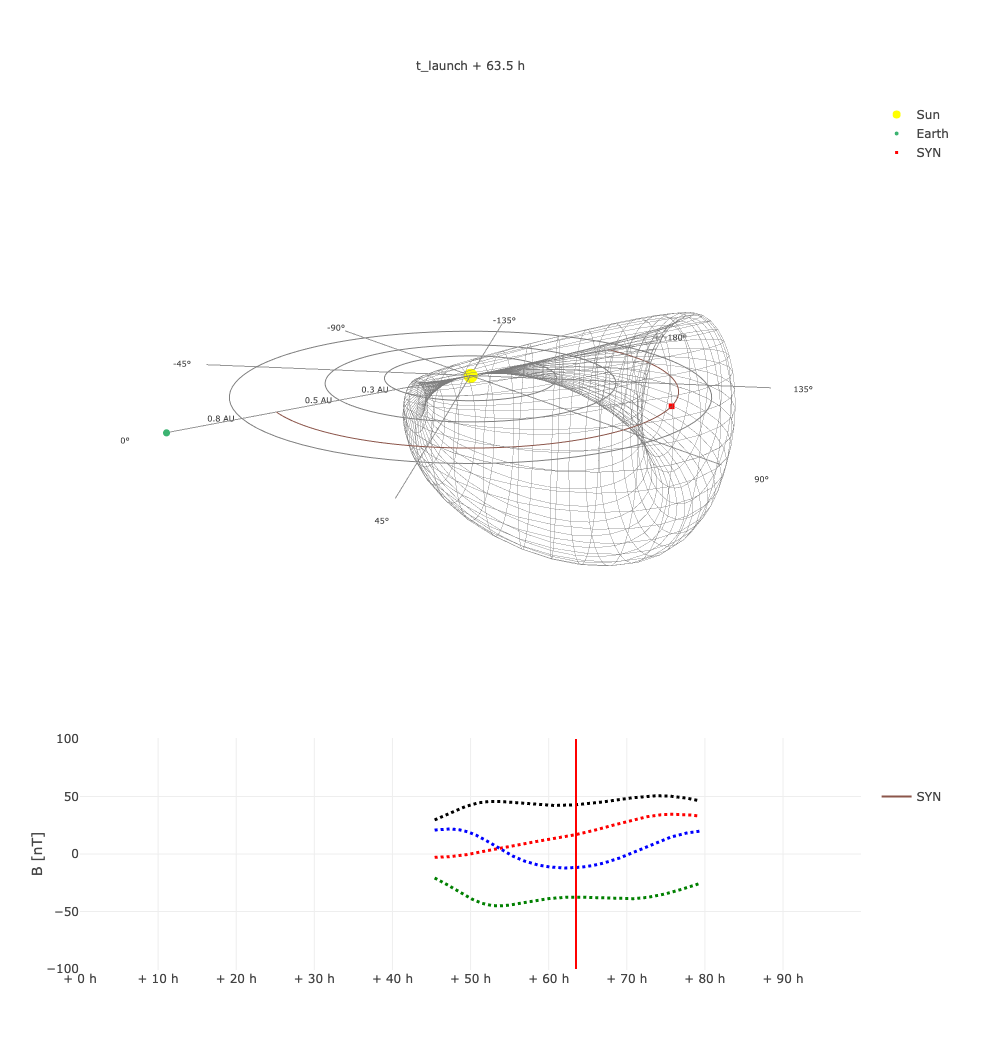 t_launch + 63.5 h
Sun
Earth
SYN
-135°
-90°
-180°
-45°
135°
0.3 AU
0.5 AU
0.8 AU
0°
90°
45°
100
50
SYN
0
B [nT]
−50
−100
+ 0 h + 10 h + 20 h + 30 h + 40 h + 50 h + 60 h + 70 h + 80 h + 90 h